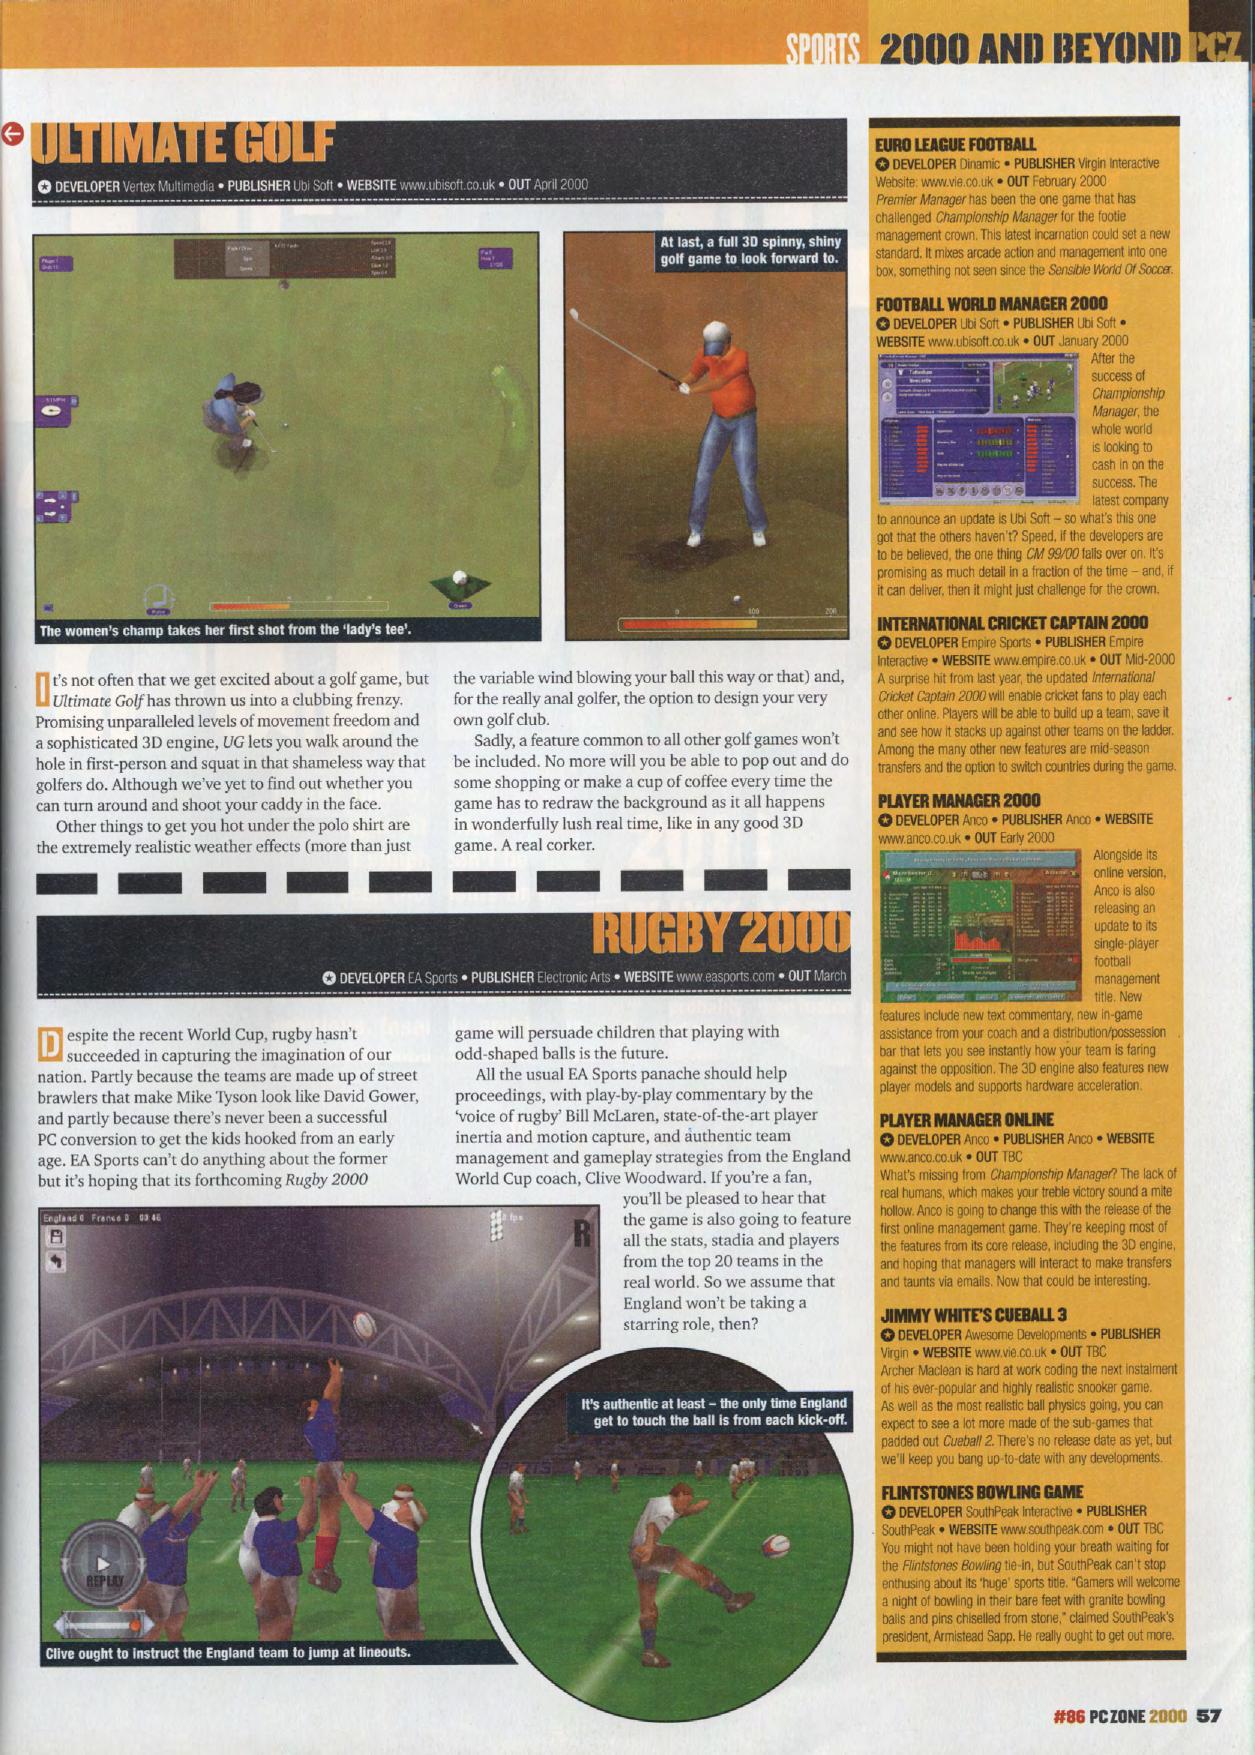 SPORTS 2000 AND BEYOND PCZ
ULTIMATE GOLF
DEVELOPER Vertex Multimedia • PUBLISHER Ubi Soft • WEBSITE www.ubisoft.co.uk • OUT April 2000
At last, a full 3D spinny, shiny
golf game to look forward to.
The women's champ takes her first shot from the 'lady's tee'.
It's not often that we get excited about a golf game, but
Ultimate Golf has thrown us into a clubbing frenzy.
Promising unparalleled levels of movement freedom and
a sophisticated 3D engine, UG lets you walk around the
hole in first-person and squat in that shameless way that
golfers do. Although we've yet to find out whether you
can turn around and shoot your caddy in the face.
Other things to get you hot under the polo shirt are
the extremely realistic weather effects (more than just
the variable wind blowing your ball this way or that) and,
for the really anal golfer, the option to design your very
own golf club.
Sadly, a feature common to all other golf games won't
be included. No more will you be able to pop out and do
some shopping or make a cup of coffee every time the
game has to redraw the background as it all happens
in wonderfully lush real time, like in any good 3D
game. A real corker.
RUGBY 2000
DEVELOPER EA Sports • PUBLISHER Electronic Arts • WEBSITE www.easports.com • OUT March
Despite the recent World Cup, rugby hasn't
succeeded in capturing the imagination of our
nation. Partly because the teams are made up of street
brawlers that make Mike Tyson look like David Gower,
and partly because there's never been a successful
PC conversion to get the kids hooked from an early
age. EA Sports can't do anything about the former
but it's hoping that its forthcoming Rugby 2000
game will persuade children that playing with
odd-shaped balls is the future.
All the usual EA Sports panache should help
proceedings, with play-by-play commentary by the
'voice of rugby' Bill McLaren, state-of-the-art player
inertia and motion capture, and authentic team
management and gameplay strategies from the England
World Cup coach, Clive Woodward. If you're a fan,
you'll be pleased to hear that
the game is also going to feature
all the stats, stadia and players
from the top 20 teams in the
real world. So we assume that
England won't be taking a
starring role, then?
England 0 France 0 03:46
R
REPLAY
Clive ought to instruct the England team to jump at lineouts.
It's authentic at least – the only time England
get to touch the ball is from each kick-off.
EURO LEAGUE FOOTBALL
DEVELOPER Dinamic • PUBLISHER Virgin Interactive
Website: www.vie.co.uk • OUT February 2000
Premier Manager has been the one game that has
challenged Championship Manager for the footie
management crown. This latest incarnation could set a new
standard. It mixes arcade action and management into one
box, something not seen since the Sensible World Of Soccer.
FOOTBALL WORLD MANAGER 2000
DEVELOPER Ubi Soft • PUBLISHER Ubi Soft •
WEBSITE www.ubisoft.co.uk • OUT January 2000
After the
success of
Championship
Manager, the
whole world
is looking to
cash in on the
success. The
latest company
to announce an update is Ubi Soft – so what's this one
got that the others haven't? Speed, if the developers are
to be believed, the one thing CM 99/00 falls over on. It's
promising as much detail in a fraction of the time – and, if
it can deliver, then it might just challenge for the crown.
INTERNATIONAL CRICKET CAPTAIN 2000
DEVELOPER Empire Sports • PUBLISHER Empire
Interactive • WEBSITE www.empire.co.uk • OUT Mid-2000
A surprise hit from last year, the updated International
Cricket Captain 2000 will enable cricket fans to play each
other online. Players will be able to build up a team, save it
and see how it stacks up against other teams on the ladder.
Among the many other new features are mid-season
transfers and the option to switch countries during the game.
PLAYER MANAGER 2000
DEVELOPER Anco • PUBLISHER Anco • WEBSITE
www.anco.co.uk • OUT Early 2000
Alongside its
online version,
Anco is also
releasing an
update to its
single-player
football
management
title. New
features include new text commentary, new in-game
assistance from your coach and a distribution/possession
bar that lets you see instantly how your team is faring
against the opposition. The 3D engine also features new
player models and supports hardware acceleration.
PLAYER MANAGER ONLINE
DEVELOPER Anco • PUBLISHER Anco • WEBSITE
www.anco.co.uk • OUT TBC
What's missing from Championship Manager? The lack of
real humans, which makes your treble victory sound a mite
hollow. Anco is going to change this with the release of the
first online management game. They're keeping most of
the features from its core release, including the 3D engine,
and hoping that managers will interact to make transfers
and taunts via emails. Now that could be interesting.
JIMMY WHITE'S CUEBALL 3
DEVELOPER Awesome Developments • PUBLISHER
Virgin • WEBSITE www.vie.co.uk • OUT TBC
Archer Maclean is hard at work coding the next instalment
of his ever-popular and highly realistic snooker game.
As well as the most realistic ball physics going, you can
expect to see a lot more made of the sub-games that
padded out Cueball 2. There's no release date as yet, but
we'll keep you bang up-to-date with any developments.
FLINTSTONES BOWLING GAME
DEVELOPER SouthPeak Interactive • PUBLISHER
SouthPeak • WEBSITE www.southpeak.com • OUT TBC
You might not have been holding your breath waiting for
the Flintstones Bowling tie-in, but SouthPeak can't stop
enthusing about its 'huge' sports title. "Gamers will welcome
a night of bowling in their bare feet with granite bowling
balls and pins chiselled from stone," claimed SouthPeak's
president, Armistead Sapp. He really ought to get out more.
#86 PC ZONE 2000 57